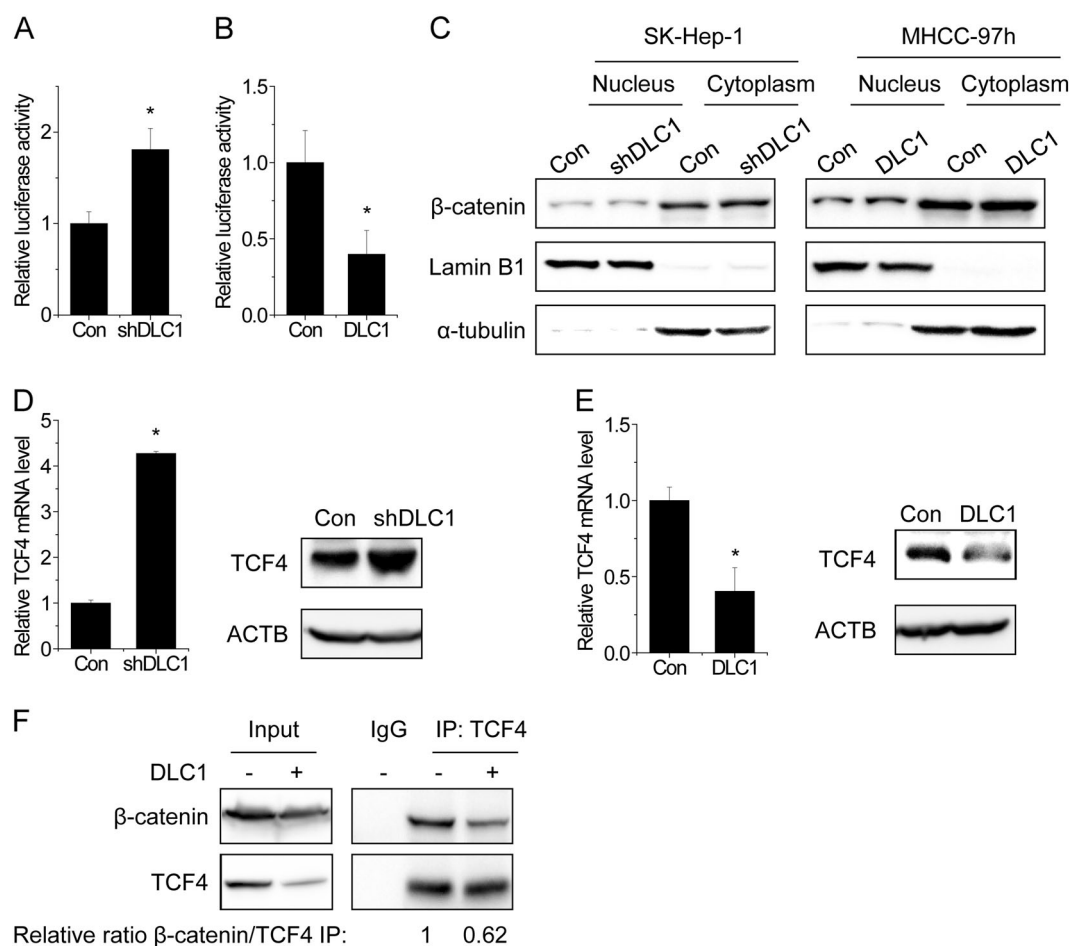 A
Relative luciferase activity
2
1
0
*
Con shDLC1
B
Relative luciferase activity
1.5
1.0
0.5
0.0
*
Con DLC1
C
SK-Hep-1 MHCC-97h
Nucleus Cytoplasm Nucleus Cytoplasm
Con shDLC1 Con shDLC1 Con DLC1 Con DLC1
β-catenin
Lamin B1
α-tubulin
D
Relative TCF4 mRNA level
5
4
3
2
1
0
*
Con shDLC1
Con shDLC1
TCF4
ACTB
E
Relative TCF4 mRNA level
1.5
1.0
0.5
0.0
*
Con DLC1
Con DLC1
TCF4
ACTB
F
Input IgG IP: TCF4
DLC1 - + - - +
β-catenin
TCF4
Relative ratio β-catenin/TCF4 IP: 1 0.62